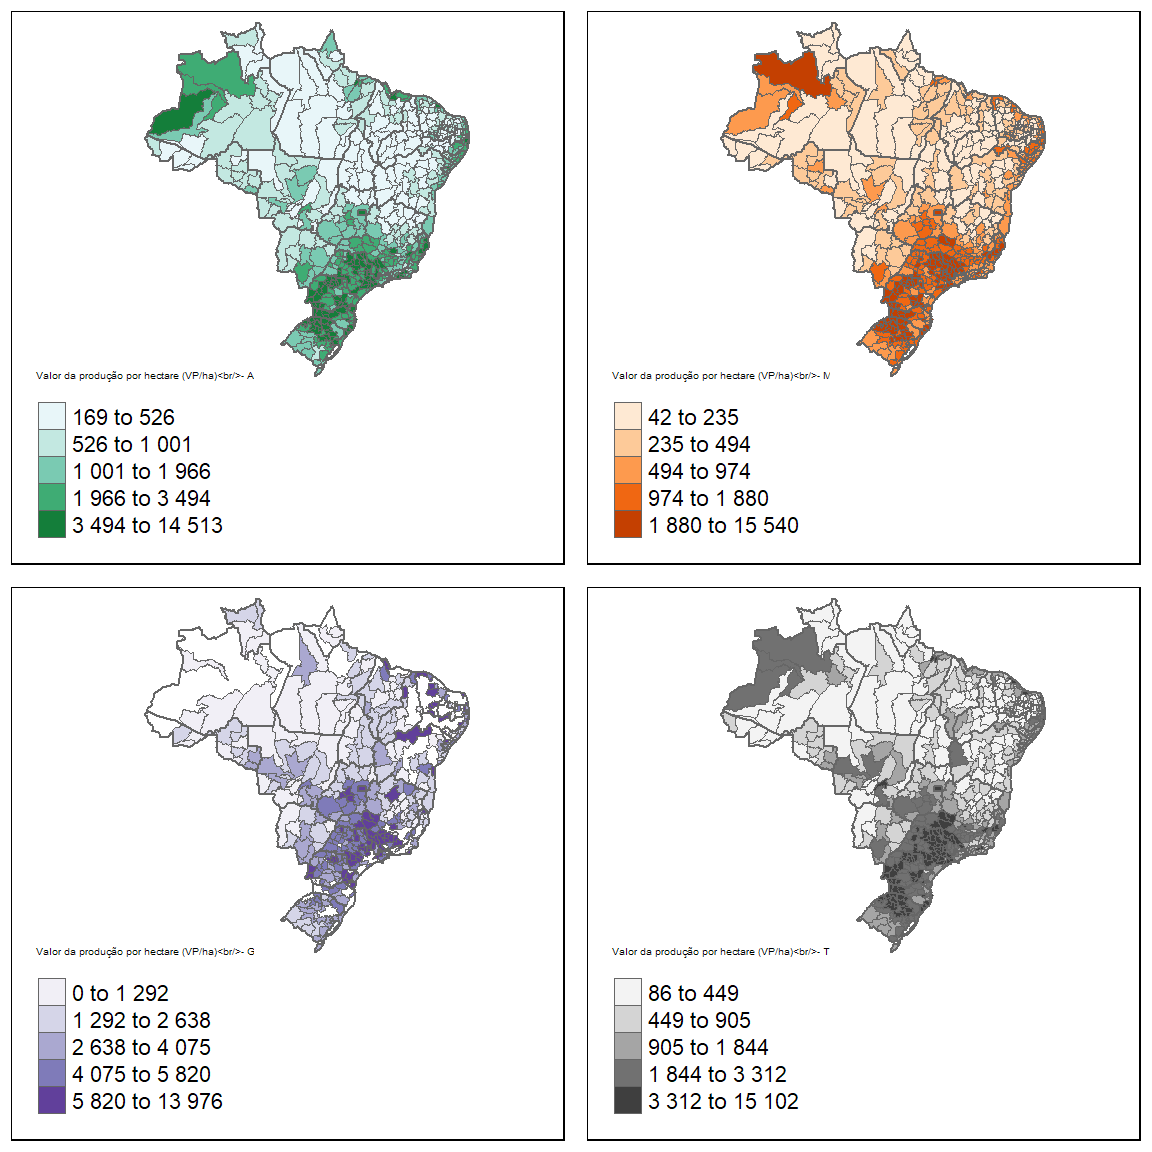 Valor da produção por hectare (VP/ha)<br/>- A
169 to 526
526 to 1 001
1 001 to 1 966
1 966 to 3 494
3 494 to 14 513
Valor da produção por hectare (VP/ha)<br/>- M
42 to 235
235 to 494
494 to 974
974 to 1 880
1 880 to 15 540
Valor da produção por hectare (VP/ha)<br/>- G
0 to 1 292
1 292 to 2 638
2 638 to 4 075
4 075 to 5 820
5 820 to 13 976
Valor da produção por hectare (VP/ha)<br/>- T
86 to 449
449 to 905
905 to 1 844
1 844 to 3 312
3 312 to 15 102